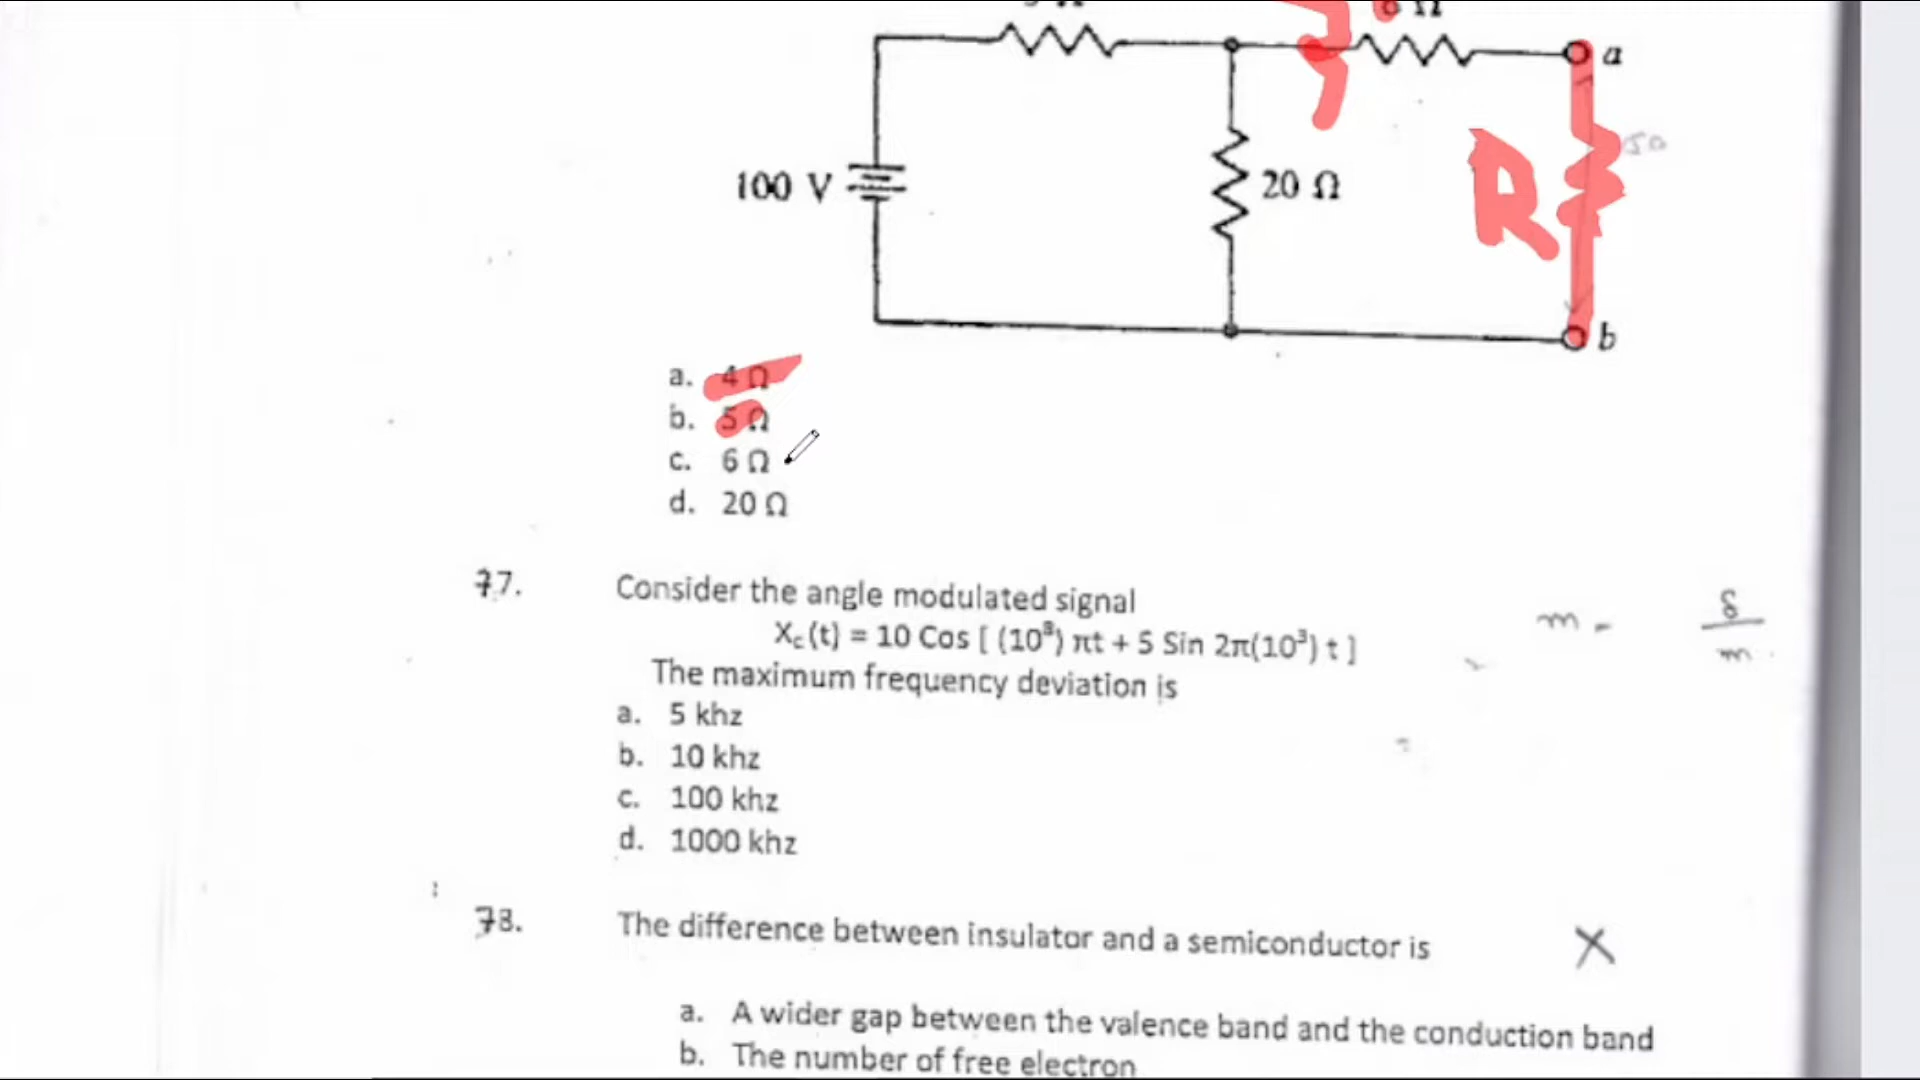 a
100 V
20 Ω
R
50
b
a. 4 Ω
b. 5 Ω
c. 6 Ω
d. 20 Ω
77. Consider the angle modulated signal
Xc(t) = 10 Cos [ (10⁸) πt + 5 Sin 2π(10³) t ]
m - δ/m
The maximum frequency deviation is
a. 5 khz
b. 10 khz
c. 100 khz
d. 1000 khz
78. The difference between insulator and a semiconductor is
X
a. A wider gap between the valence band and the conduction band
b. The number of free electron